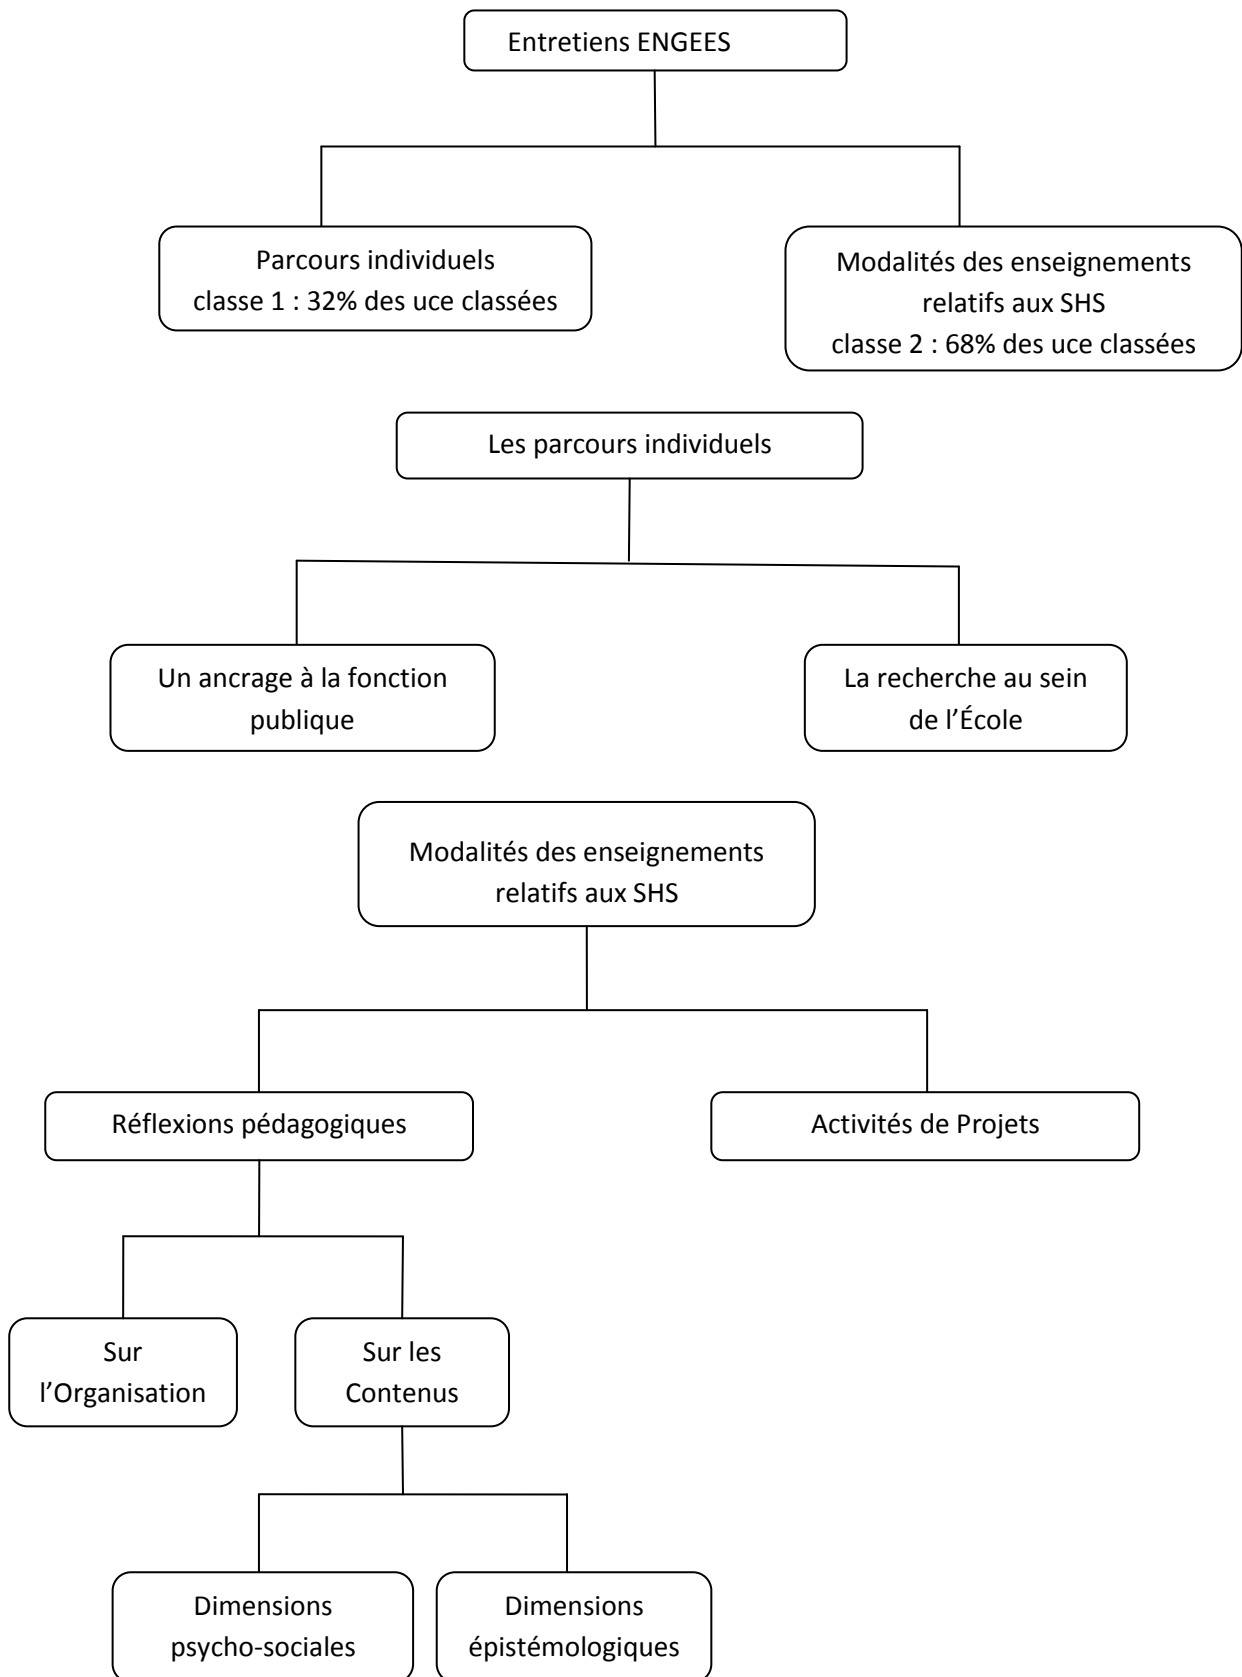 Entretiens ENGEES
Parcours individuels
classe 1 : 32% des uce classées
Modalités des enseignements
relatifs aux SHS
classe 2 : 68% des uce classées
Les parcours individuels
Un ancrage à la fonction
publique
La recherche au sein
de l’École
Modalités des enseignements
relatifs aux SHS
Réflexions pédagogiques
Activités de Projets
Sur
l’Organisation
Sur les
Contenus
Dimensions
psycho-sociales
Dimensions
épistémologiques